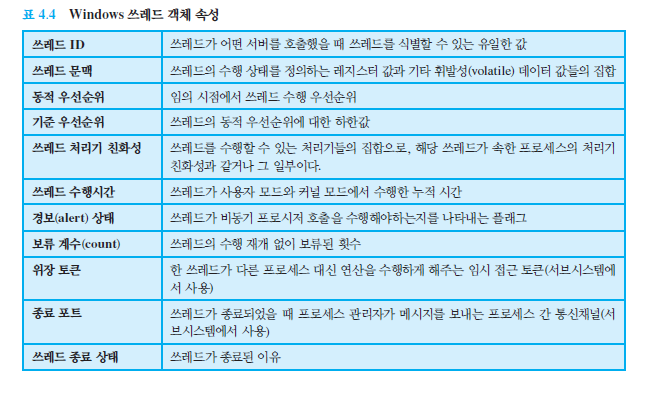 표 4.4 Windows 쓰레드 객체 속성
쓰레드 ID 쓰레드가 어떤 서버를 호출했을 때 쓰레드를 식별할 수 있는 유일한 값
쓰레드 문맥 쓰레드의 수행 상태를 정의하는 레지스터 값과 기타 휘발성(volatile) 데이터 값들의 집합
동적 우선순위 임의 시점에서 쓰레드 수행 우선순위
기준 우선순위 쓰레드의 동적 우선순위에 대한 하한값
쓰레드 처리기 친화성 쓰레드를 수행할 수 있는 처리기들의 집합으로, 해당 쓰레드가 속한 프로세스의 처리기
친화성과 같거나 그 일부이다.
쓰레드 수행시간 쓰레드가 사용자 모드와 커널 모드에서 수행한 누적 시간
경보(alert) 상태 쓰레드가 비동기 프로시저 호출을 수행해야하는지를 나타내는 플래그
보류 계수(count) 쓰레드의 수행 재개 없이 보류된 횟수
위장 토큰 한 쓰레드가 다른 프로세스 대신 연산을 수행하게 해주는 임시 접근 토큰(서브시스템에
서 사용)
종료 포트 쓰레드가 종료되었을 때 프로세스 관리자가 메시지를 보내는 프로세스 간 통신채널(서
브시스템에서 사용)
쓰레드 종료 상태 쓰레드가 종료된 이유